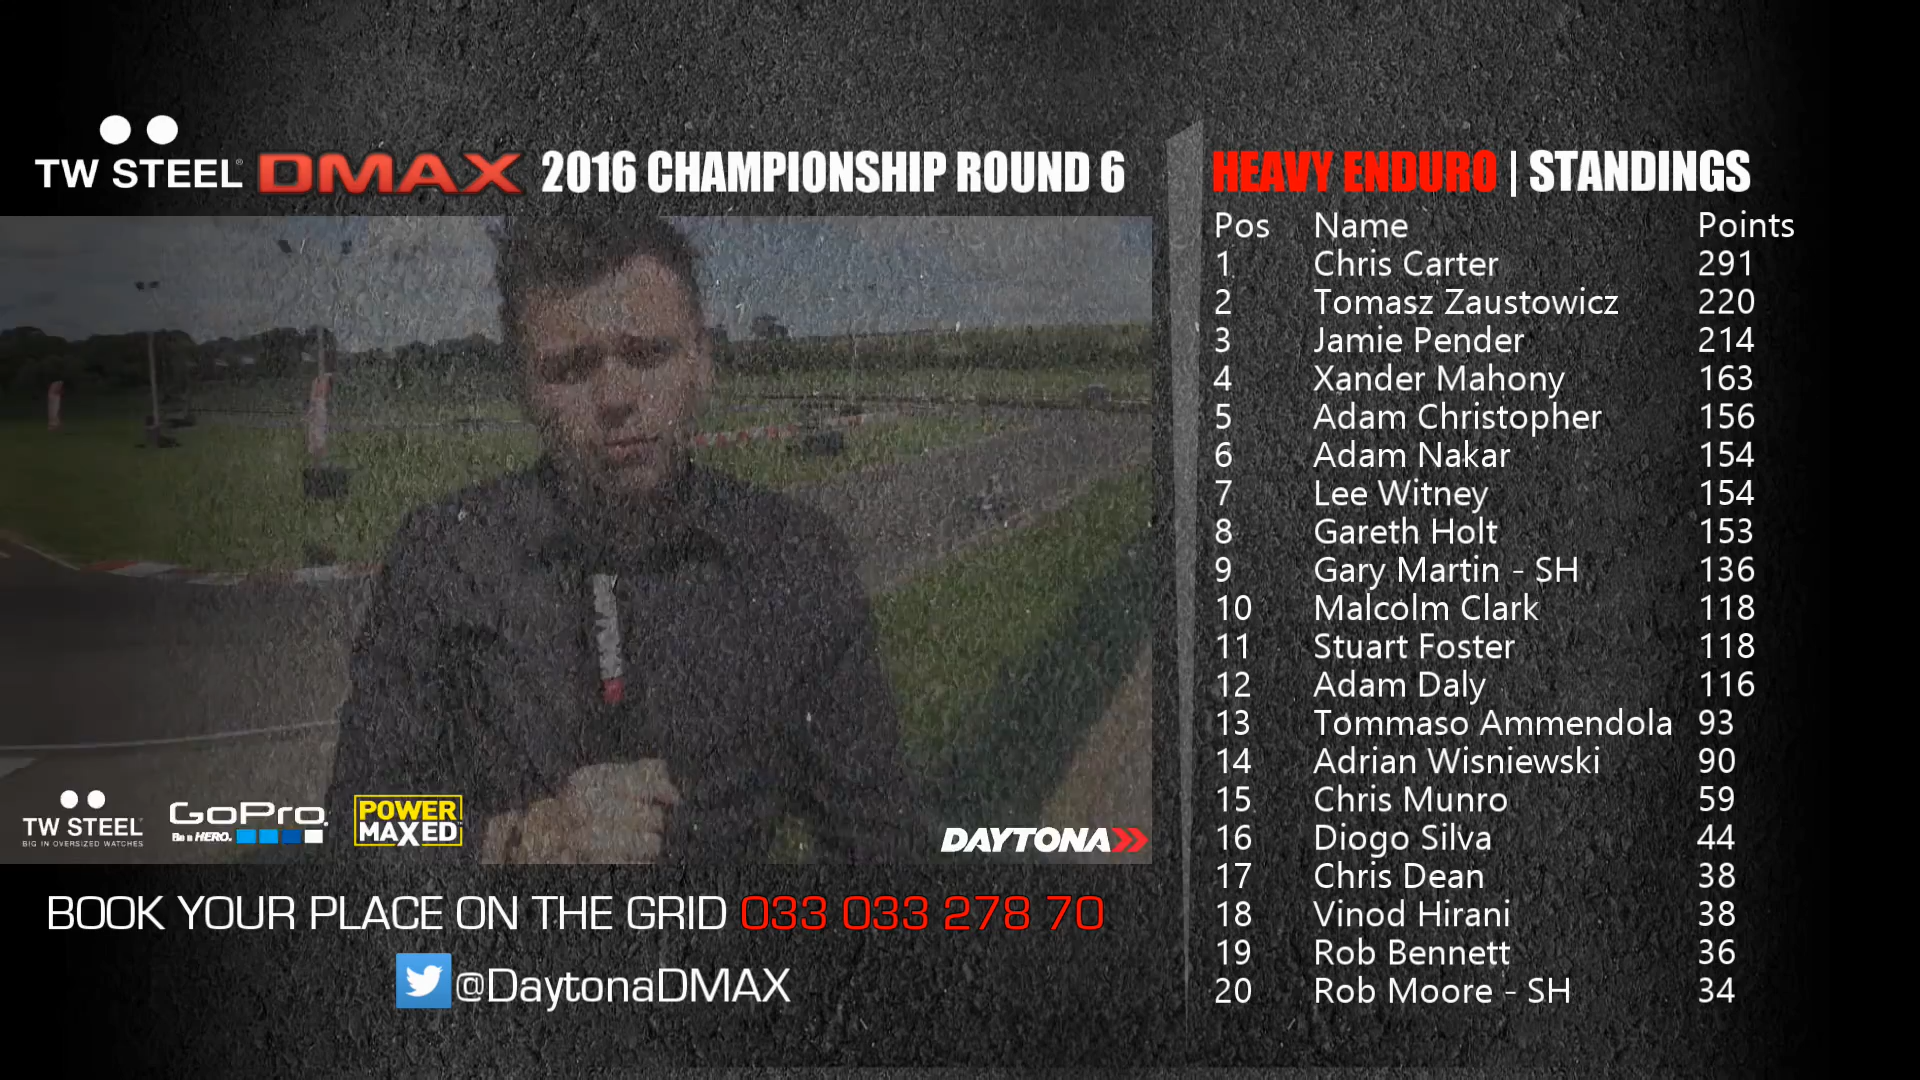 TW STEEL DMAX 2016 CHAMPIONSHIP ROUND 6
HEAVY ENDURO | STANDINGS
Pos Name Points
1 Chris Carter 291
2 Tomasz Zaustowicz 220
3 Jamie Pender 214
4 Xander Mahony 163
5 Adam Christopher 156
6 Adam Nakar 154
7 Lee Witney 154
8 Gareth Holt 153
9 Gary Martin - SH 136
10 Malcolm Clark 118
11 Stuart Foster 118
12 Adam Daly 116
13 Tommaso Ammendola 93
14 Adrian Wisniewski 90
15 Chris Munro 59
16 Diogo Silva 44
17 Chris Dean 38
18 Vinod Hirani 38
19 Rob Bennett 36
20 Rob Moore - SH 34
TW STEEL
BIG IN OVERSIZED WATCHES
GoPro
Be a HERO.
POWER
MAXED
DAYTONA
BOOK YOUR PLACE ON THE GRID 033 033 278 70
@DaytonaDMAX